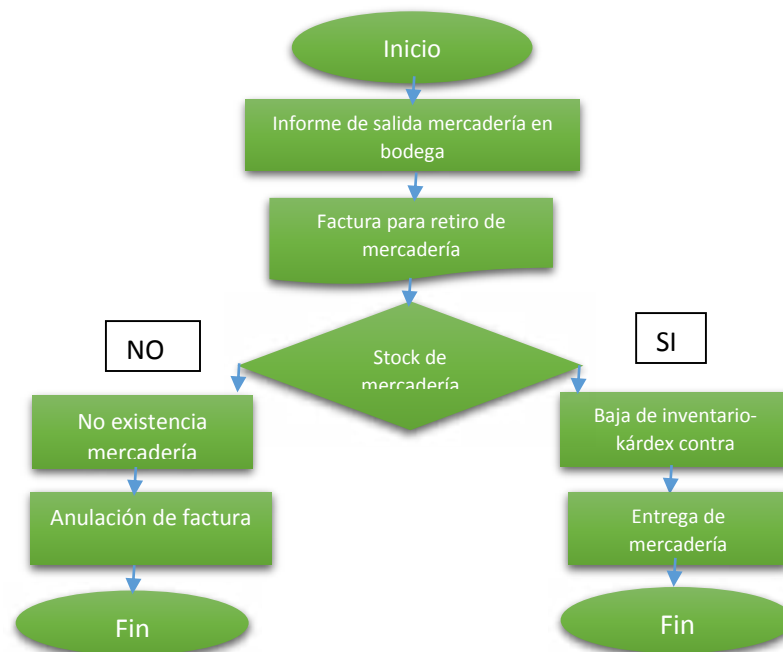 Inicio
Informe de salida mercadería en
bodega
Factura para retiro de
mercadería
Stock de
mercadería
NO
SI
No existencia
mercadería
Baja de inventario-
kárdex contra
Anulación de factura
Entrega de
mercadería
Fin
Fin